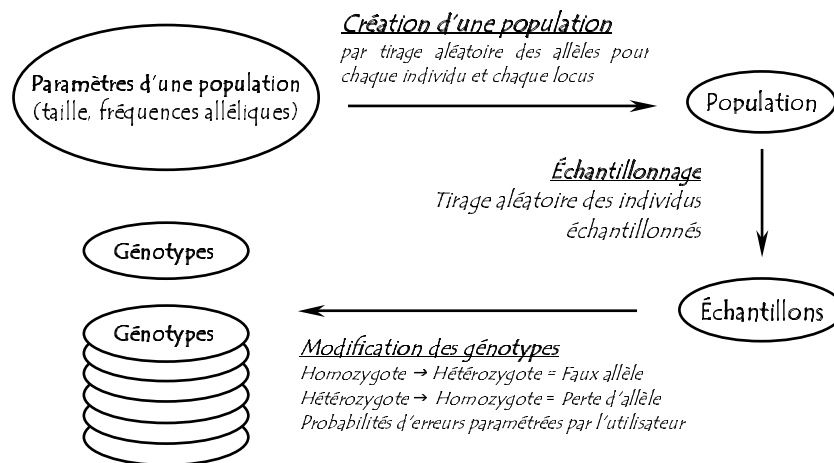 Création d'une population
par tirage aléatoire des allèles pour
chaque individu et chaque locus
Paramètres d'une population
(taille, fréquences alléliques)
Population
Échantillonnage
Tirage aléatoire des individus
échantillonnés
Génotypes
Échantillons
Génotypes
Modification des génotypes
Homozygote → Hétérozygote = Faux allèle
Hétérozygote → Homozygote = Perte d'allèle
Probabilités d'erreurs paramétrées par l'utilisateur